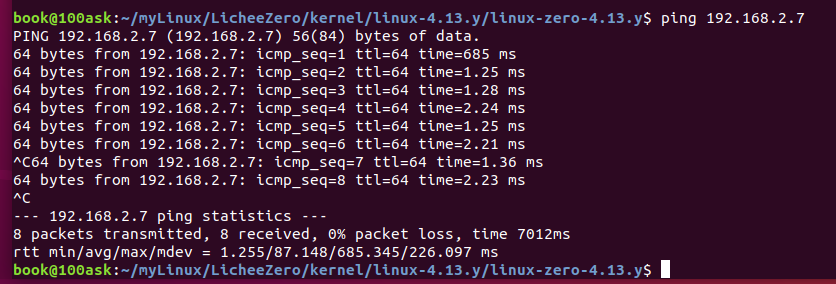 book@100ask:~/myLinux/LicheeZero/kernel/linux-4.13.y/linux-zero-4.13.y$ ping 192.168.2.7
PING 192.168.2.7 (192.168.2.7) 56(84) bytes of data.
64 bytes from 192.168.2.7: icmp_seq=1 ttl=64 time=685 ms
64 bytes from 192.168.2.7: icmp_seq=2 ttl=64 time=1.25 ms
64 bytes from 192.168.2.7: icmp_seq=3 ttl=64 time=1.28 ms
64 bytes from 192.168.2.7: icmp_seq=4 ttl=64 time=2.24 ms
64 bytes from 192.168.2.7: icmp_seq=5 ttl=64 time=1.25 ms
64 bytes from 192.168.2.7: icmp_seq=6 ttl=64 time=2.21 ms
^C64 bytes from 192.168.2.7: icmp_seq=7 ttl=64 time=1.36 ms
64 bytes from 192.168.2.7: icmp_seq=8 ttl=64 time=2.23 ms
^C
--- 192.168.2.7 ping statistics ---
8 packets transmitted, 8 received, 0% packet loss, time 7012ms
rtt min/avg/max/mdev = 1.255/87.148/685.345/226.097 ms
book@100ask:~/myLinux/LicheeZero/kernel/linux-4.13.y/linux-zero-4.13.y$